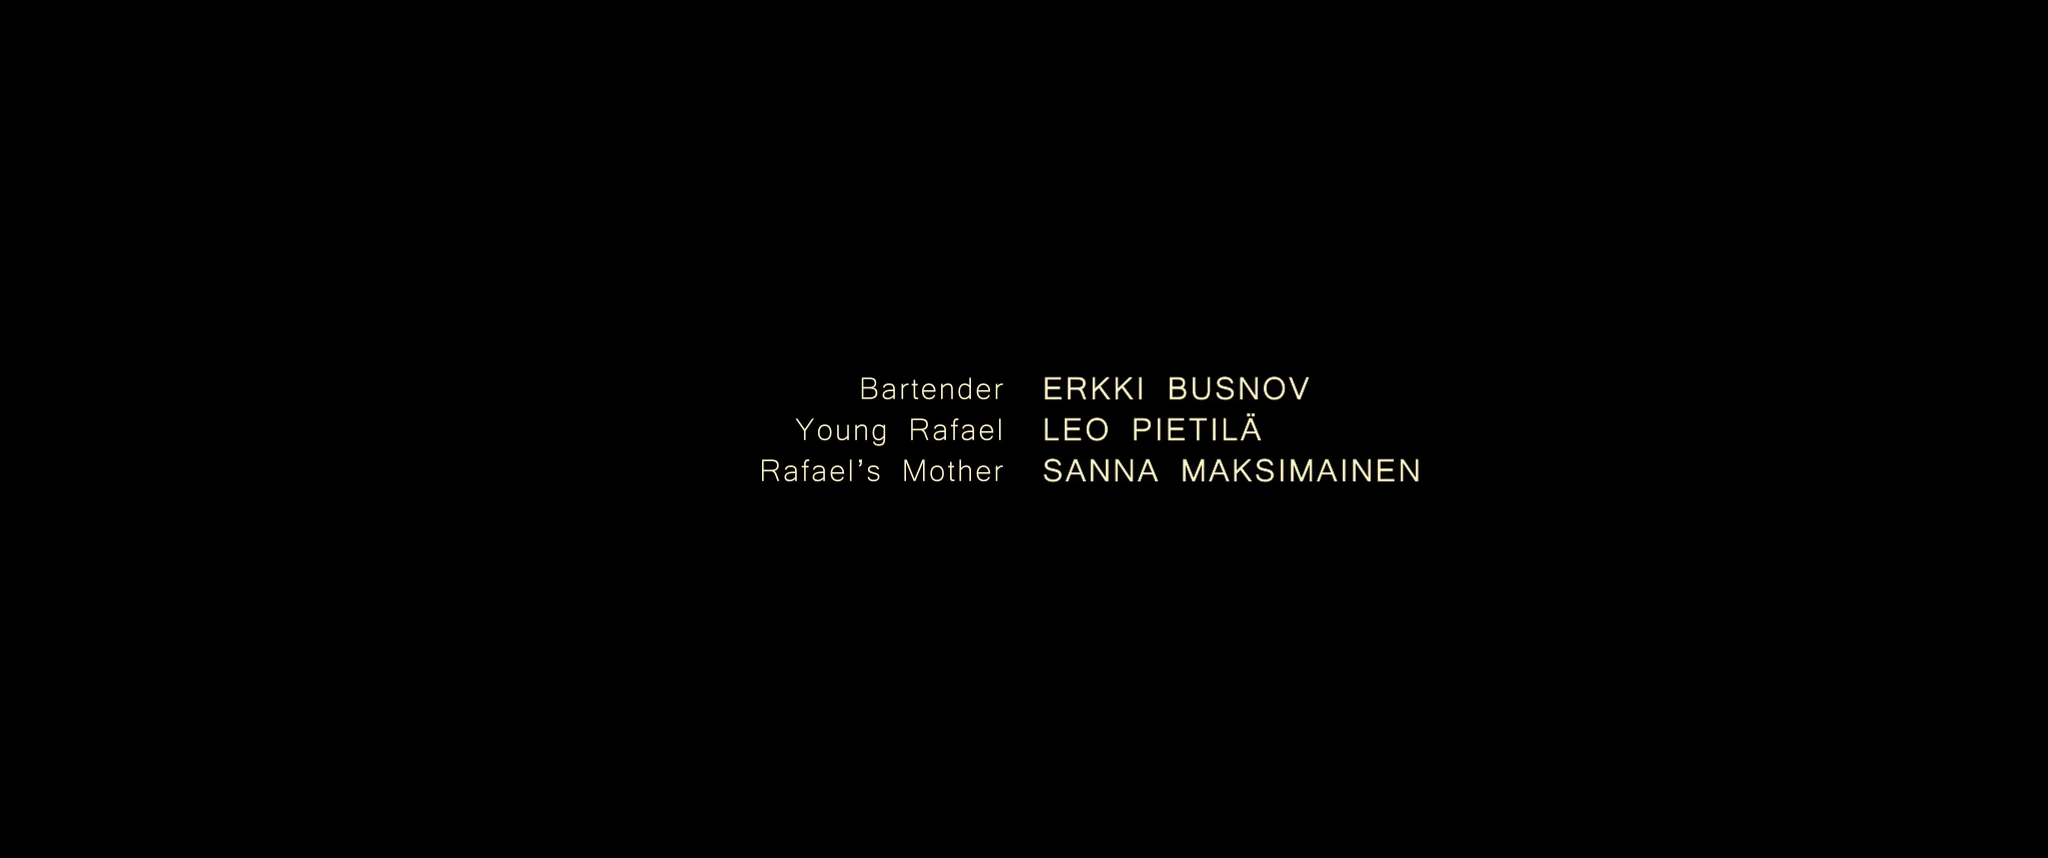 Bartender ERKKI BUSNOV
Young Rafael LEO PIETILÄ
Rafael’s Mother SANNA MAKSIMAINEN